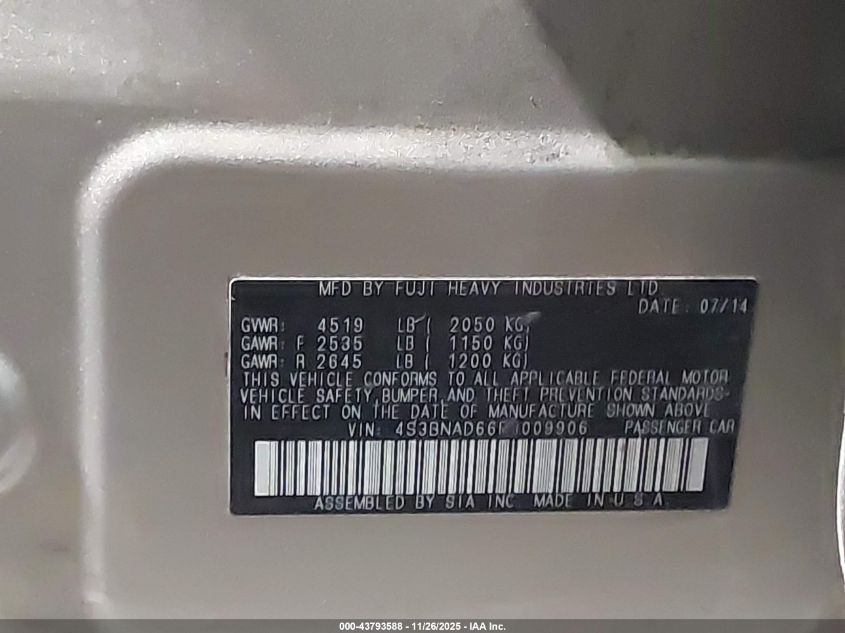 MFD BY FUJI HEAVY INDUSTRIES LTD.
DATE: 07/14
GVWR: 4519 LB ( 2050 KG)
GAWR: F 2535 LB ( 1150 KG)
GAWR: R 2645 LB ( 1200 KG)
THIS VEHICLE CONFORMS TO ALL APPLICABLE FEDERAL MOTOR
VEHICLE SAFETY,BUMPER,AND THEFT PREVENTION STANDARDS
IN EFFECT ON THE DATE OF MANUFACTURE SHOWN ABOVE
VIN: PASSENGER CAR
ASSEMBLED BY SIA INC. MADE IN U S A
000-43793588 - 11/26/2025 - IAA Inc.